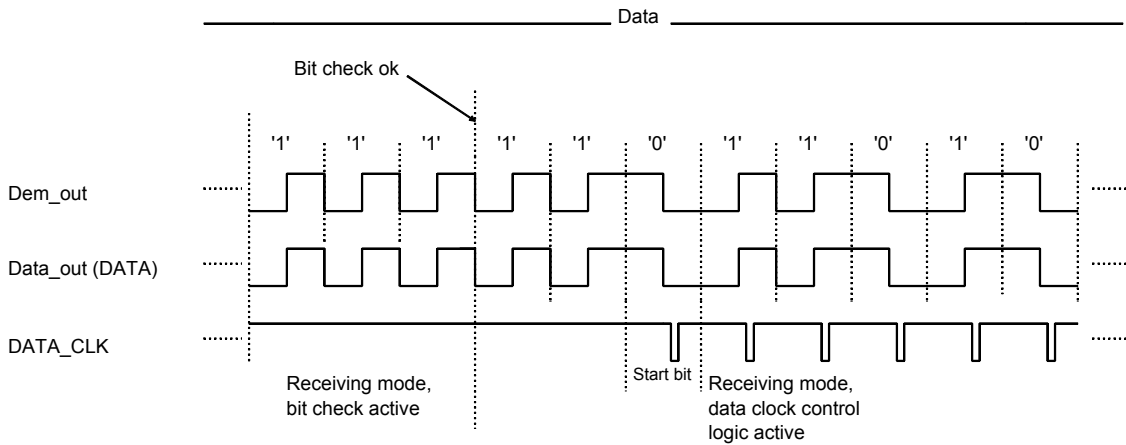 Data
Bit check ok
'1' '1' '1' '1' '1' '0' '1' '1' '0' '1' '0'
Dem_out
Data_out (DATA)
DATA_CLK
Start bit
Receiving mode,
bit check active
Receiving mode,
data clock control
logic active